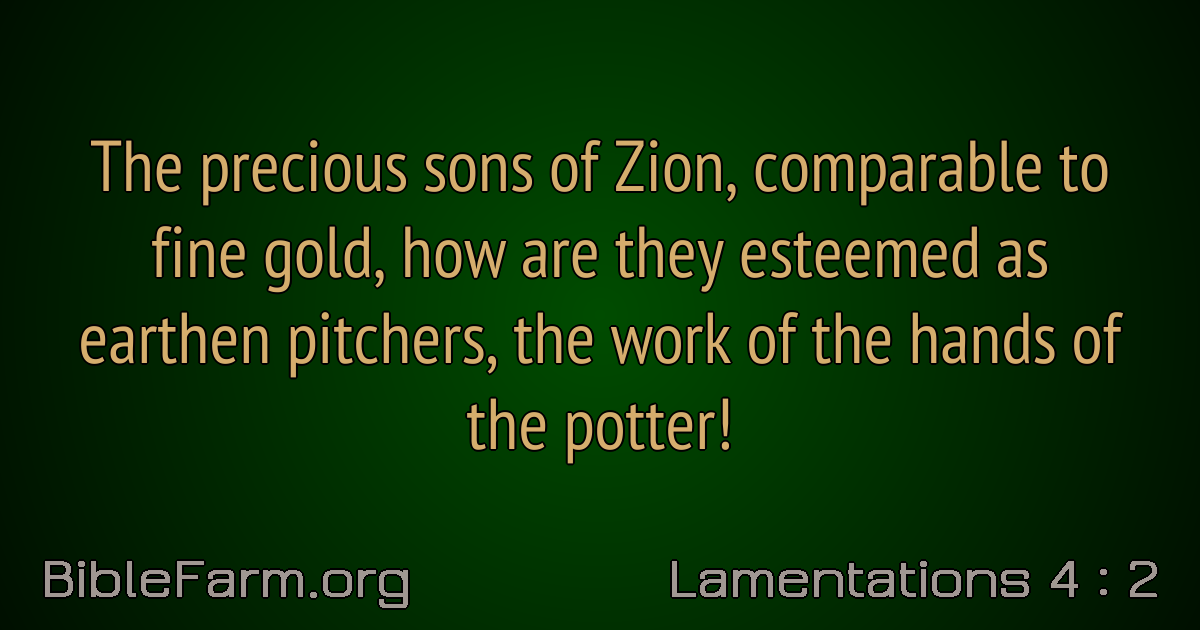 The precious sons of Zion, comparable to
fine gold, how are they esteemed as
earthen pitchers, the work of the hands of
the potter!
BibleFarm.org
Lamentations 4 : 2